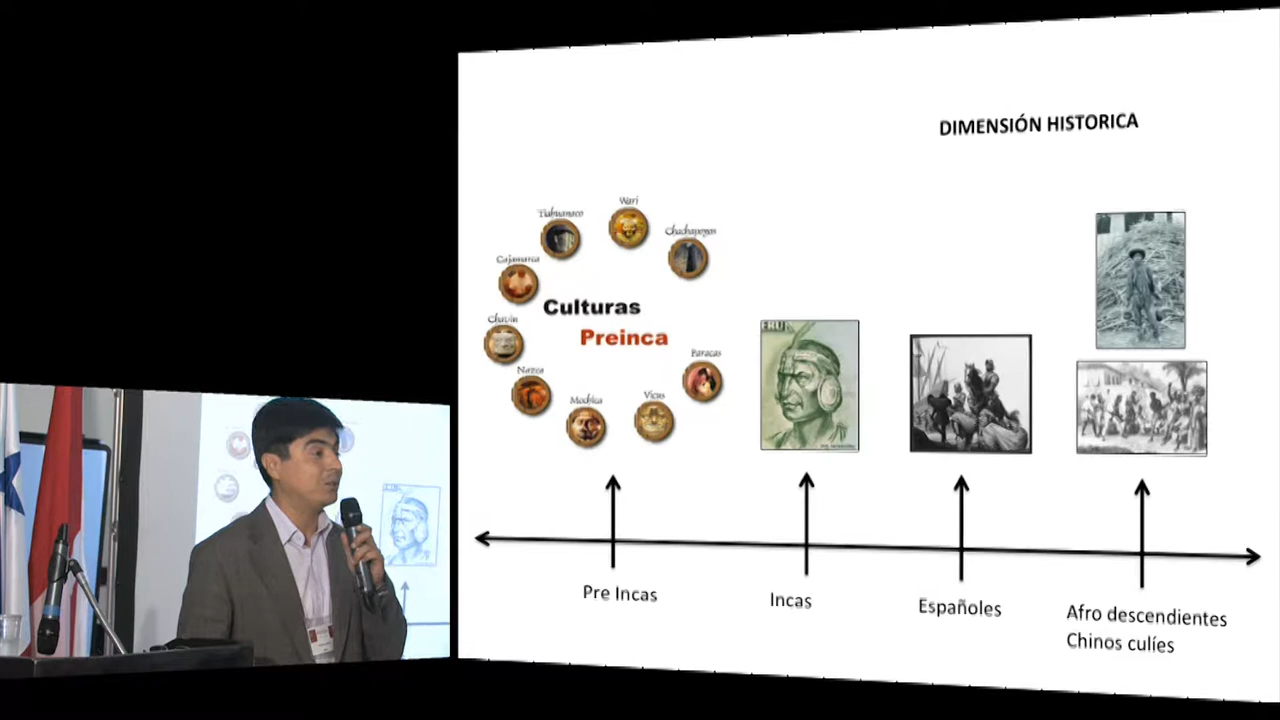 DIMENSIÓN HISTORICA
Wari
Tiahuanaco
Chachapoyas
Cajamarca
Culturas
Chavín
Preinca
Paracas
Nazca
Vicus
Mochica
Pre Incas
Incas
Españoles
Afro descendientes
Chinos culíes